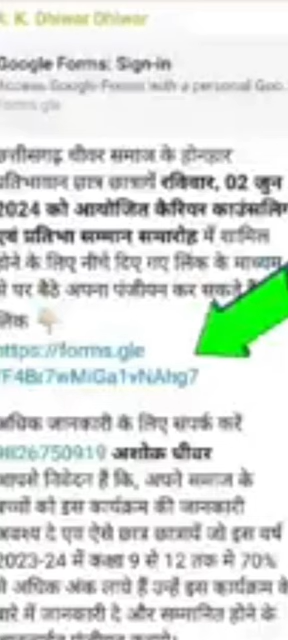 R. K. Dhiwar Dhiwar
Google Forms: Sign-in
Access Google Forms with a personal Goo
forms.gle
छत्तीसगढ़ धीवर समाज के होनहार
प्रतिभावान छात्र छात्रायें रविवार, 02 जून
2024 को आयोजित कैरियर काउंसलिंग
एवं प्रतिभा सम्मान समारोह में शामिल
होने के लिए नीचे दिए गए लिंक के माध्यम
से घर बैठे अपना पंजीयन कर सकते
लिंक 👇
https://forms.gle
/F4Br7wMiGa1vNAhg7
अधिक जानकारी के लिए संपर्क करें
9826750919 अशोक धीवर
आपसे निवेदन है कि, अपने समाज के
बच्चों को इस कार्यक्रम की जानकारी
अवश्य दे एवं ऐसे छात्र छात्रायें जो इस वर्ष
2023-24 में कक्षा 9 से 12 तक में 70%
से अधिक अंक लाये हैं उन्हें इस कार्यक्रम के
बारे में जानकारी दे और सम्मानित होने के